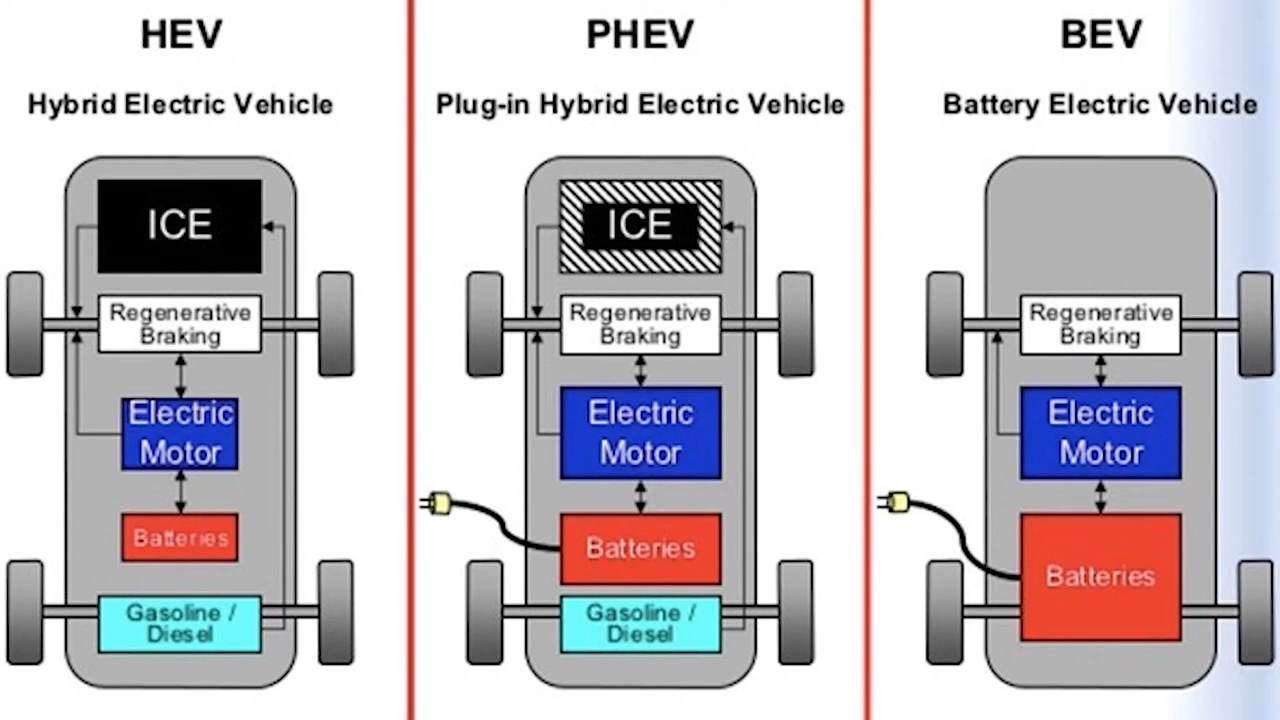 HEV
Hybrid Electric Vehicle
ICE
Regenerative
Braking
Electric
Motor
Batteries
Gasoline /
Diesel
PHEV
Plug-in Hybrid Electric Vehicle
ICE
Regenerative
Braking
Electric
Motor
Batteries
Gasoline /
Diesel
BEV
Battery Electric Vehicle
Regenerative
Braking
Electric
Motor
Batteries